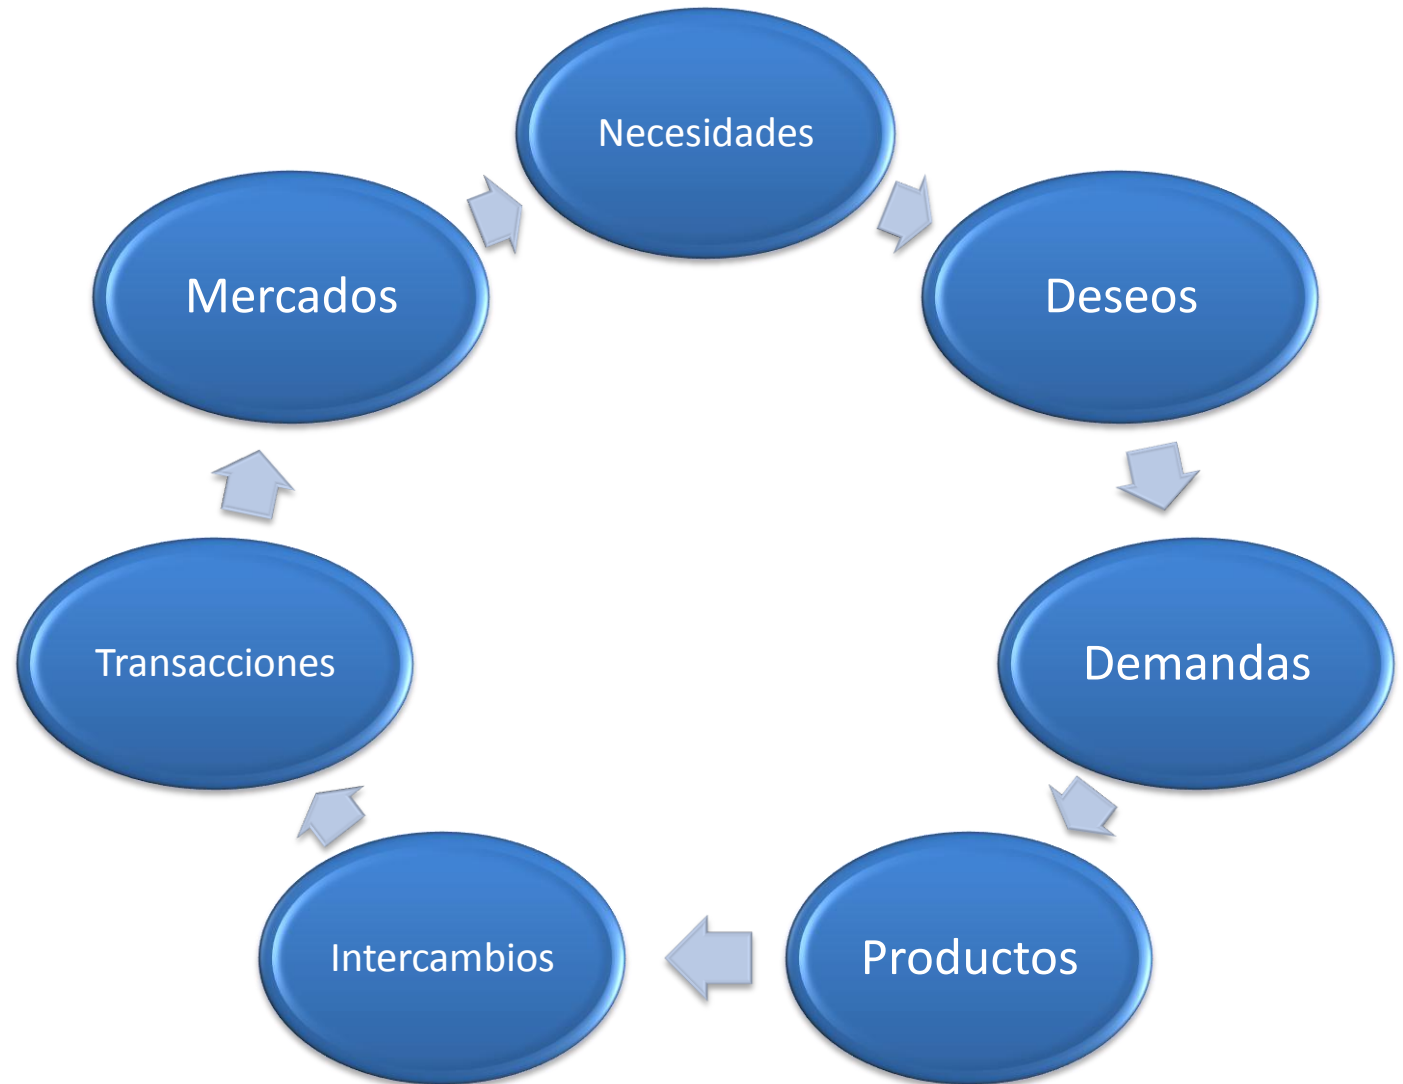 Necesidades
Deseos
Demandas
Productos
Intercambios
Transacciones
Mercados